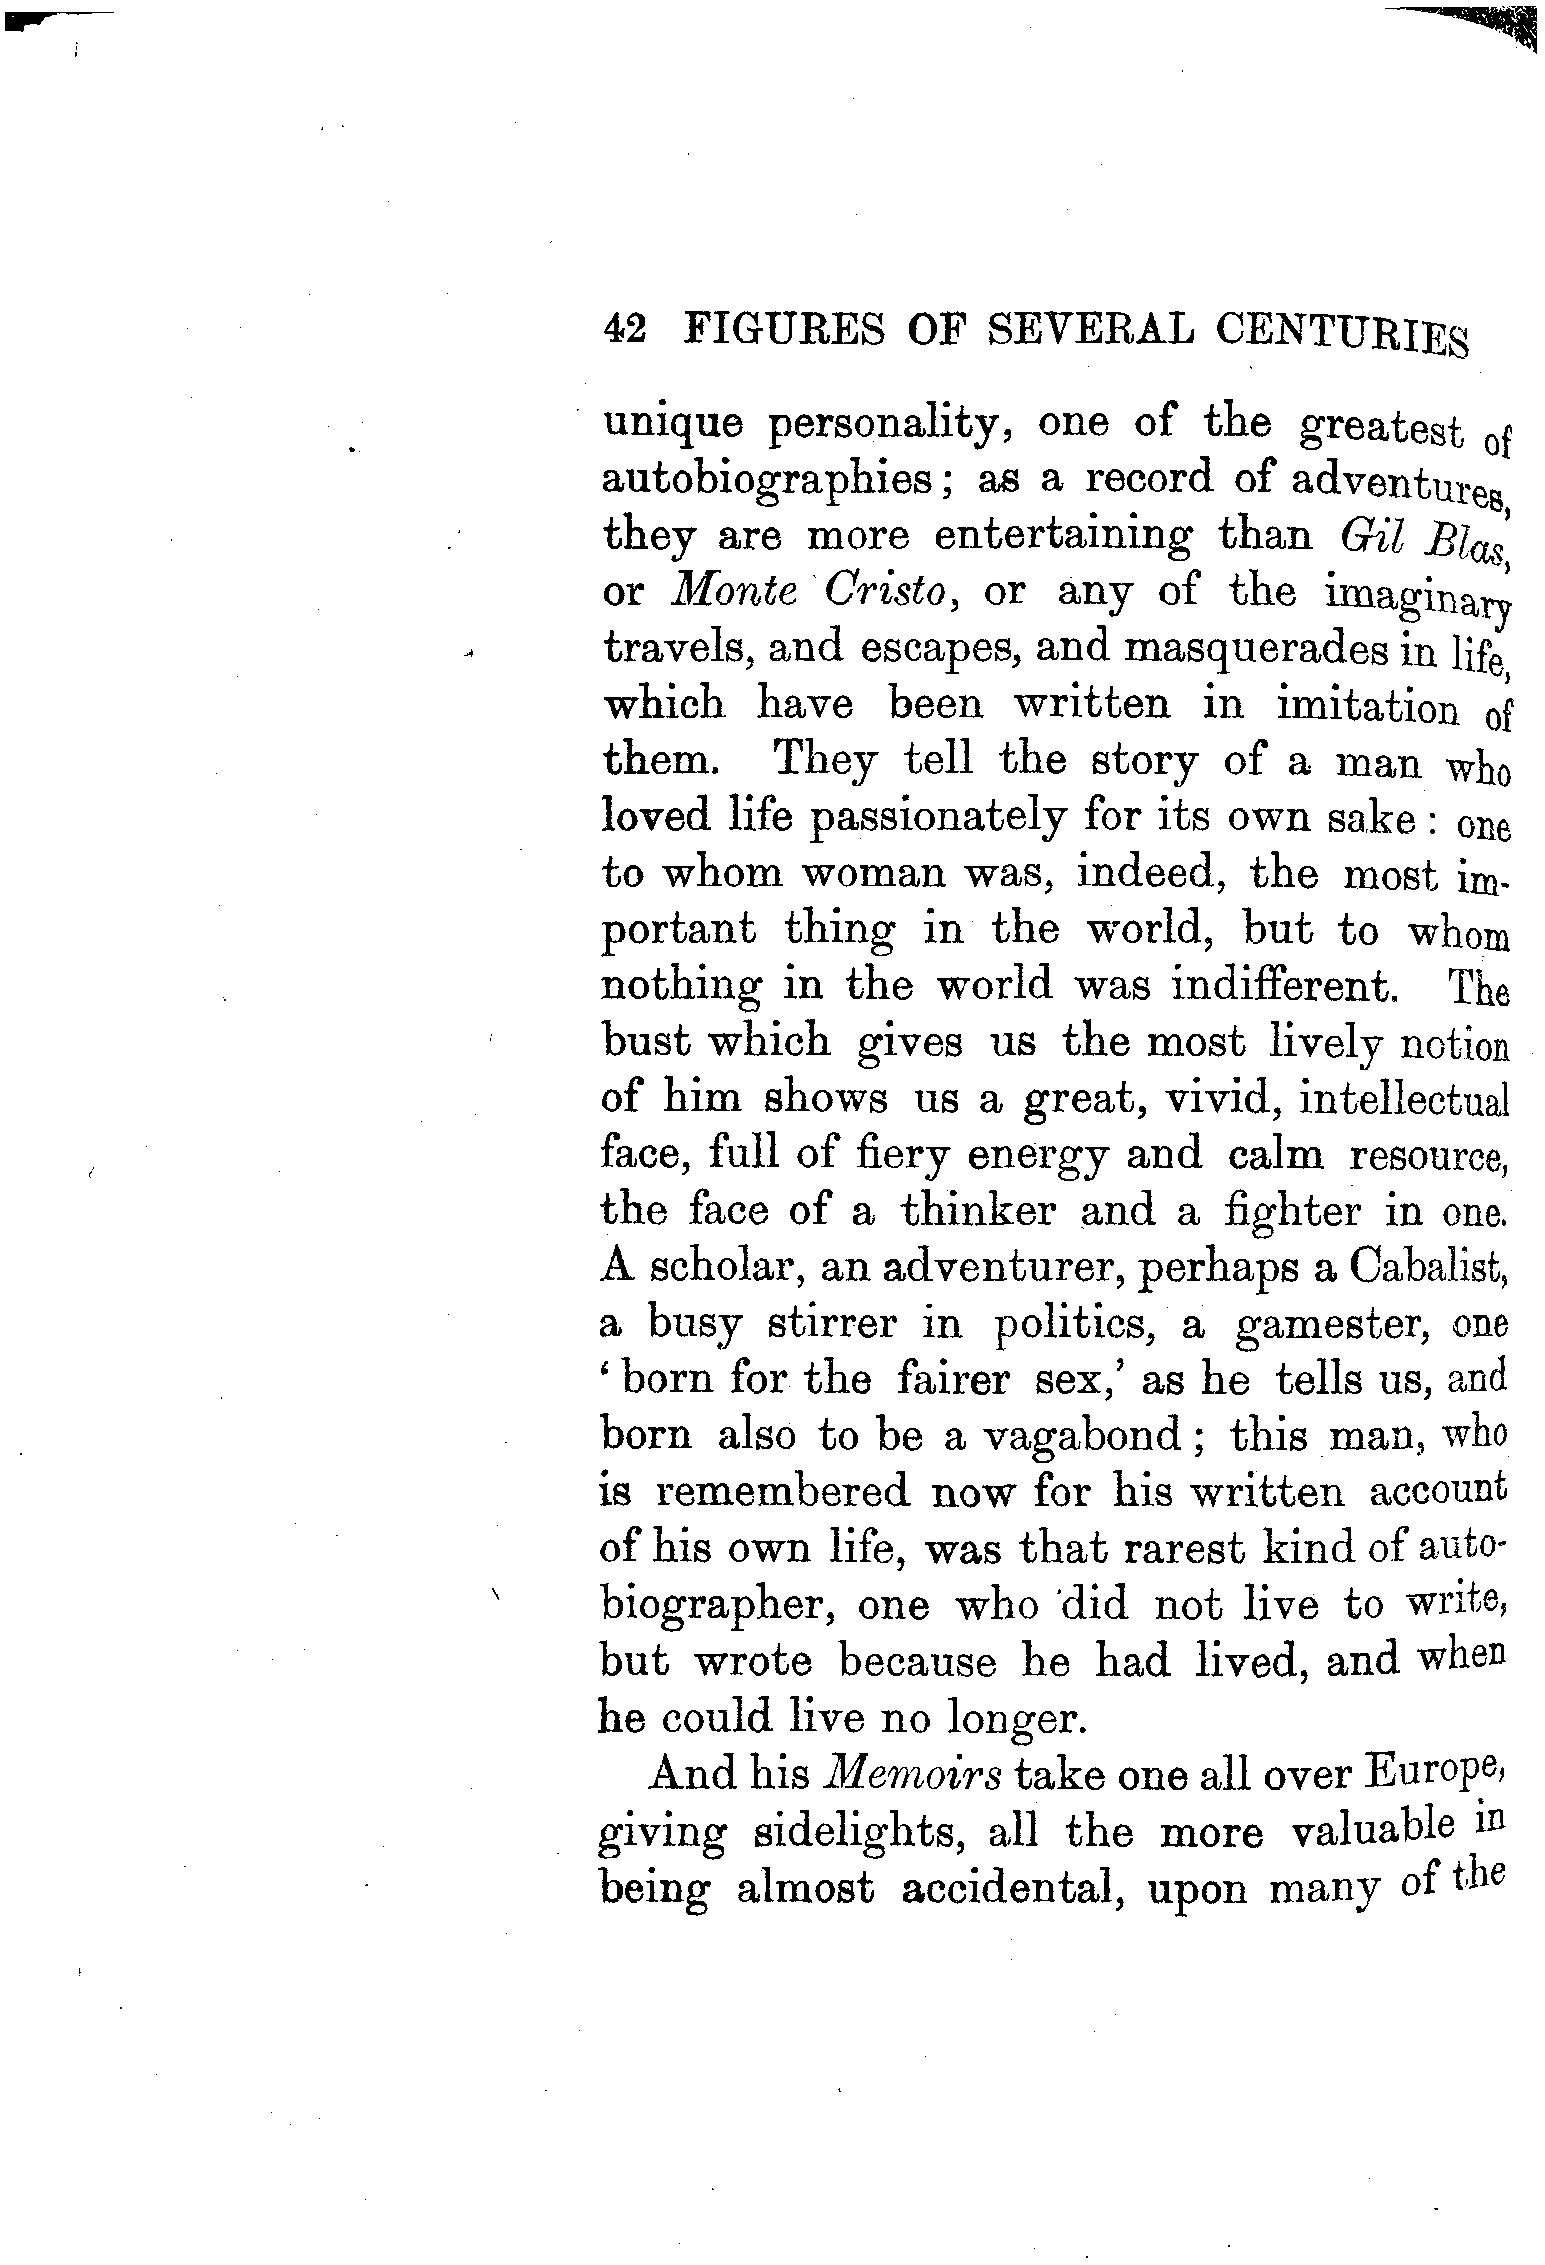 42 FIGURES OF SEVERAL CENTURIES
unique personality, one of the greatest of
autobiographies; as a record of adventures,
they are more entertaining than Gil Blas,
or Monte Cristo, or any of the imaginary
travels, and escapes, and masquerades in life,
which have been written in imitation of
them. They tell the story of a man who
loved life passionately for its own sake: one
to whom woman was, indeed, the most im-
portant thing in the world, but to whom
nothing in the world was indifferent. The
bust which gives us the most lively notion
of him shows us a great, vivid, intellectual
face, full of fiery energy and calm resource,
the face of a thinker and a fighter in one.
A scholar, an adventurer, perhaps a Cabalist,
a busy stirrer in politics, a gamester, one
‘born for the fairer sex,’ as he tells us, and
born also to be a vagabond; this man, who
is remembered now for his written account
of his own life, was that rarest kind of auto-
biographer, one who did not live to write,
but wrote because he had lived, and when
he could live no longer.
And his Memoirs take one all over Europe,
giving sidelights, all the more valuable in
being almost accidental, upon many of the